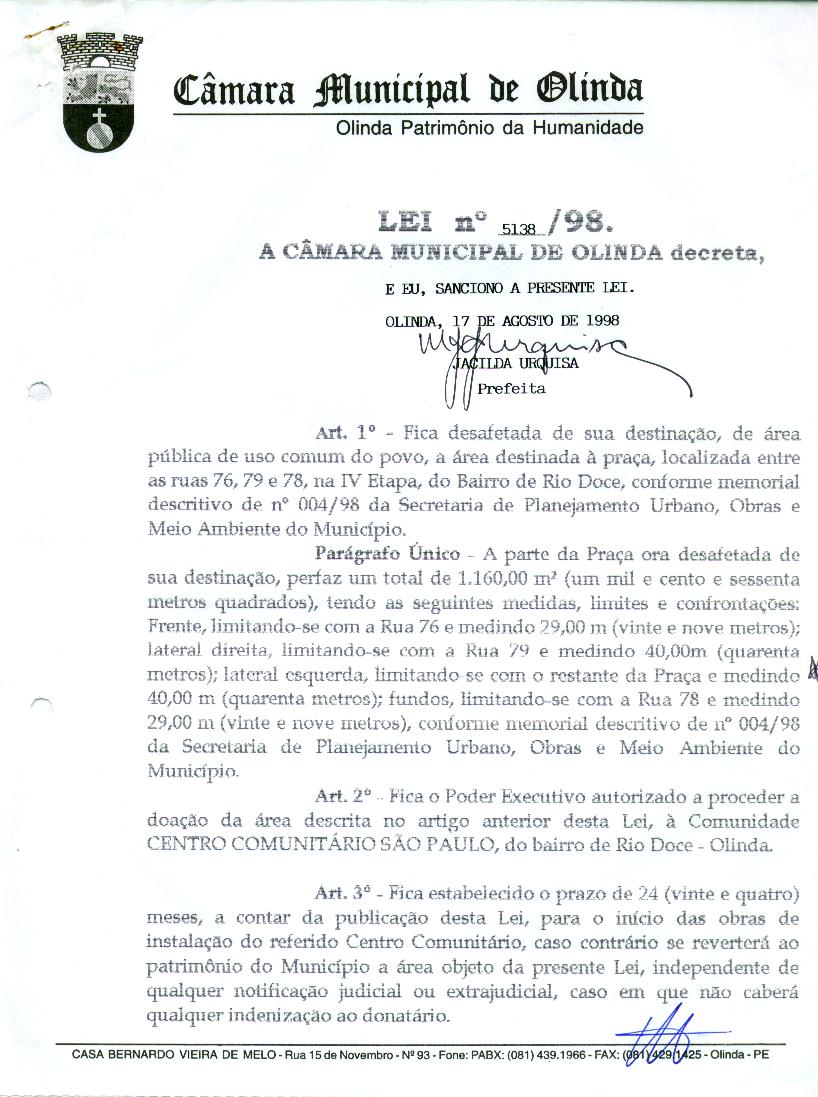 Câmara Municipal de Olinda
Olinda Patrimônio da Humanidade
LEI nº 5138 /98.
A CÂMARA MUNICIPAL DE OLINDA decreta,
E EU, SANCIONO A PRESENTE LEI.
OLINDA, 17 DE AGOSTO DE 1998
JACILDA URQUISA
Prefeita
Art. 1º - Fica desafetada de sua destinação, de área
pública de uso comum do povo, a área destinada à praça, localizada entre
as ruas 76, 79 e 78, na IV Etapa, do Bairro de Rio Doce, conforme memorial
descritivo de nº 004/98 da Secretaria de Planejamento Urbano, Obras e
Meio Ambiente do Município.
Parágrafo Único - A parte da Praça ora desafetada de
sua destinação, perfaz um total de 1.160,00 m² (um mil e cento e sessenta
metros quadrados), tendo as seguintes medidas, limites e confrontações:
Frente, limitando-se com a Rua 76 e medindo 29,00 m (vinte e nove metros);
lateral direita, limitando-se com a Rua 79 e medindo 40,00m (quarenta
metros); lateral esquerda, limitando-se com o restante da Praça e medindo
40,00 m (quarenta metros); fundos, limitando-se com a Rua 78 e medindo
29,00 m (vinte e nove metros), conforme memorial descritivo de nº 004/98
da Secretaria de Planejamento Urbano, Obras e Meio Ambiente do
Município.
Art. 2º - Fica o Poder Executivo autorizado a proceder a
doação da área descrita no artigo anterior desta Lei, à Comunidade
CENTRO COMUNITÁRIO SÃO PAULO, do bairro de Rio Doce - Olinda.
Art. 3º - Fica estabelecido o prazo de 24 (vinte e quatro)
meses, a contar da publicação desta Lei, para o início das obras de
instalação do referido Centro Comunitário, caso contrário se reverterá ao
patrimônio do Município a área objeto da presente Lei, independente de
qualquer notificação judicial ou extrajudicial, caso em que não caberá
qualquer indenização ao donatário.
CASA BERNARDO VIEIRA DE MELO - Rua 15 de Novembro - Nº 93 - Fone: PABX: (081) 439.1966 - FAX: (081) 429.1425 - Olinda - PE